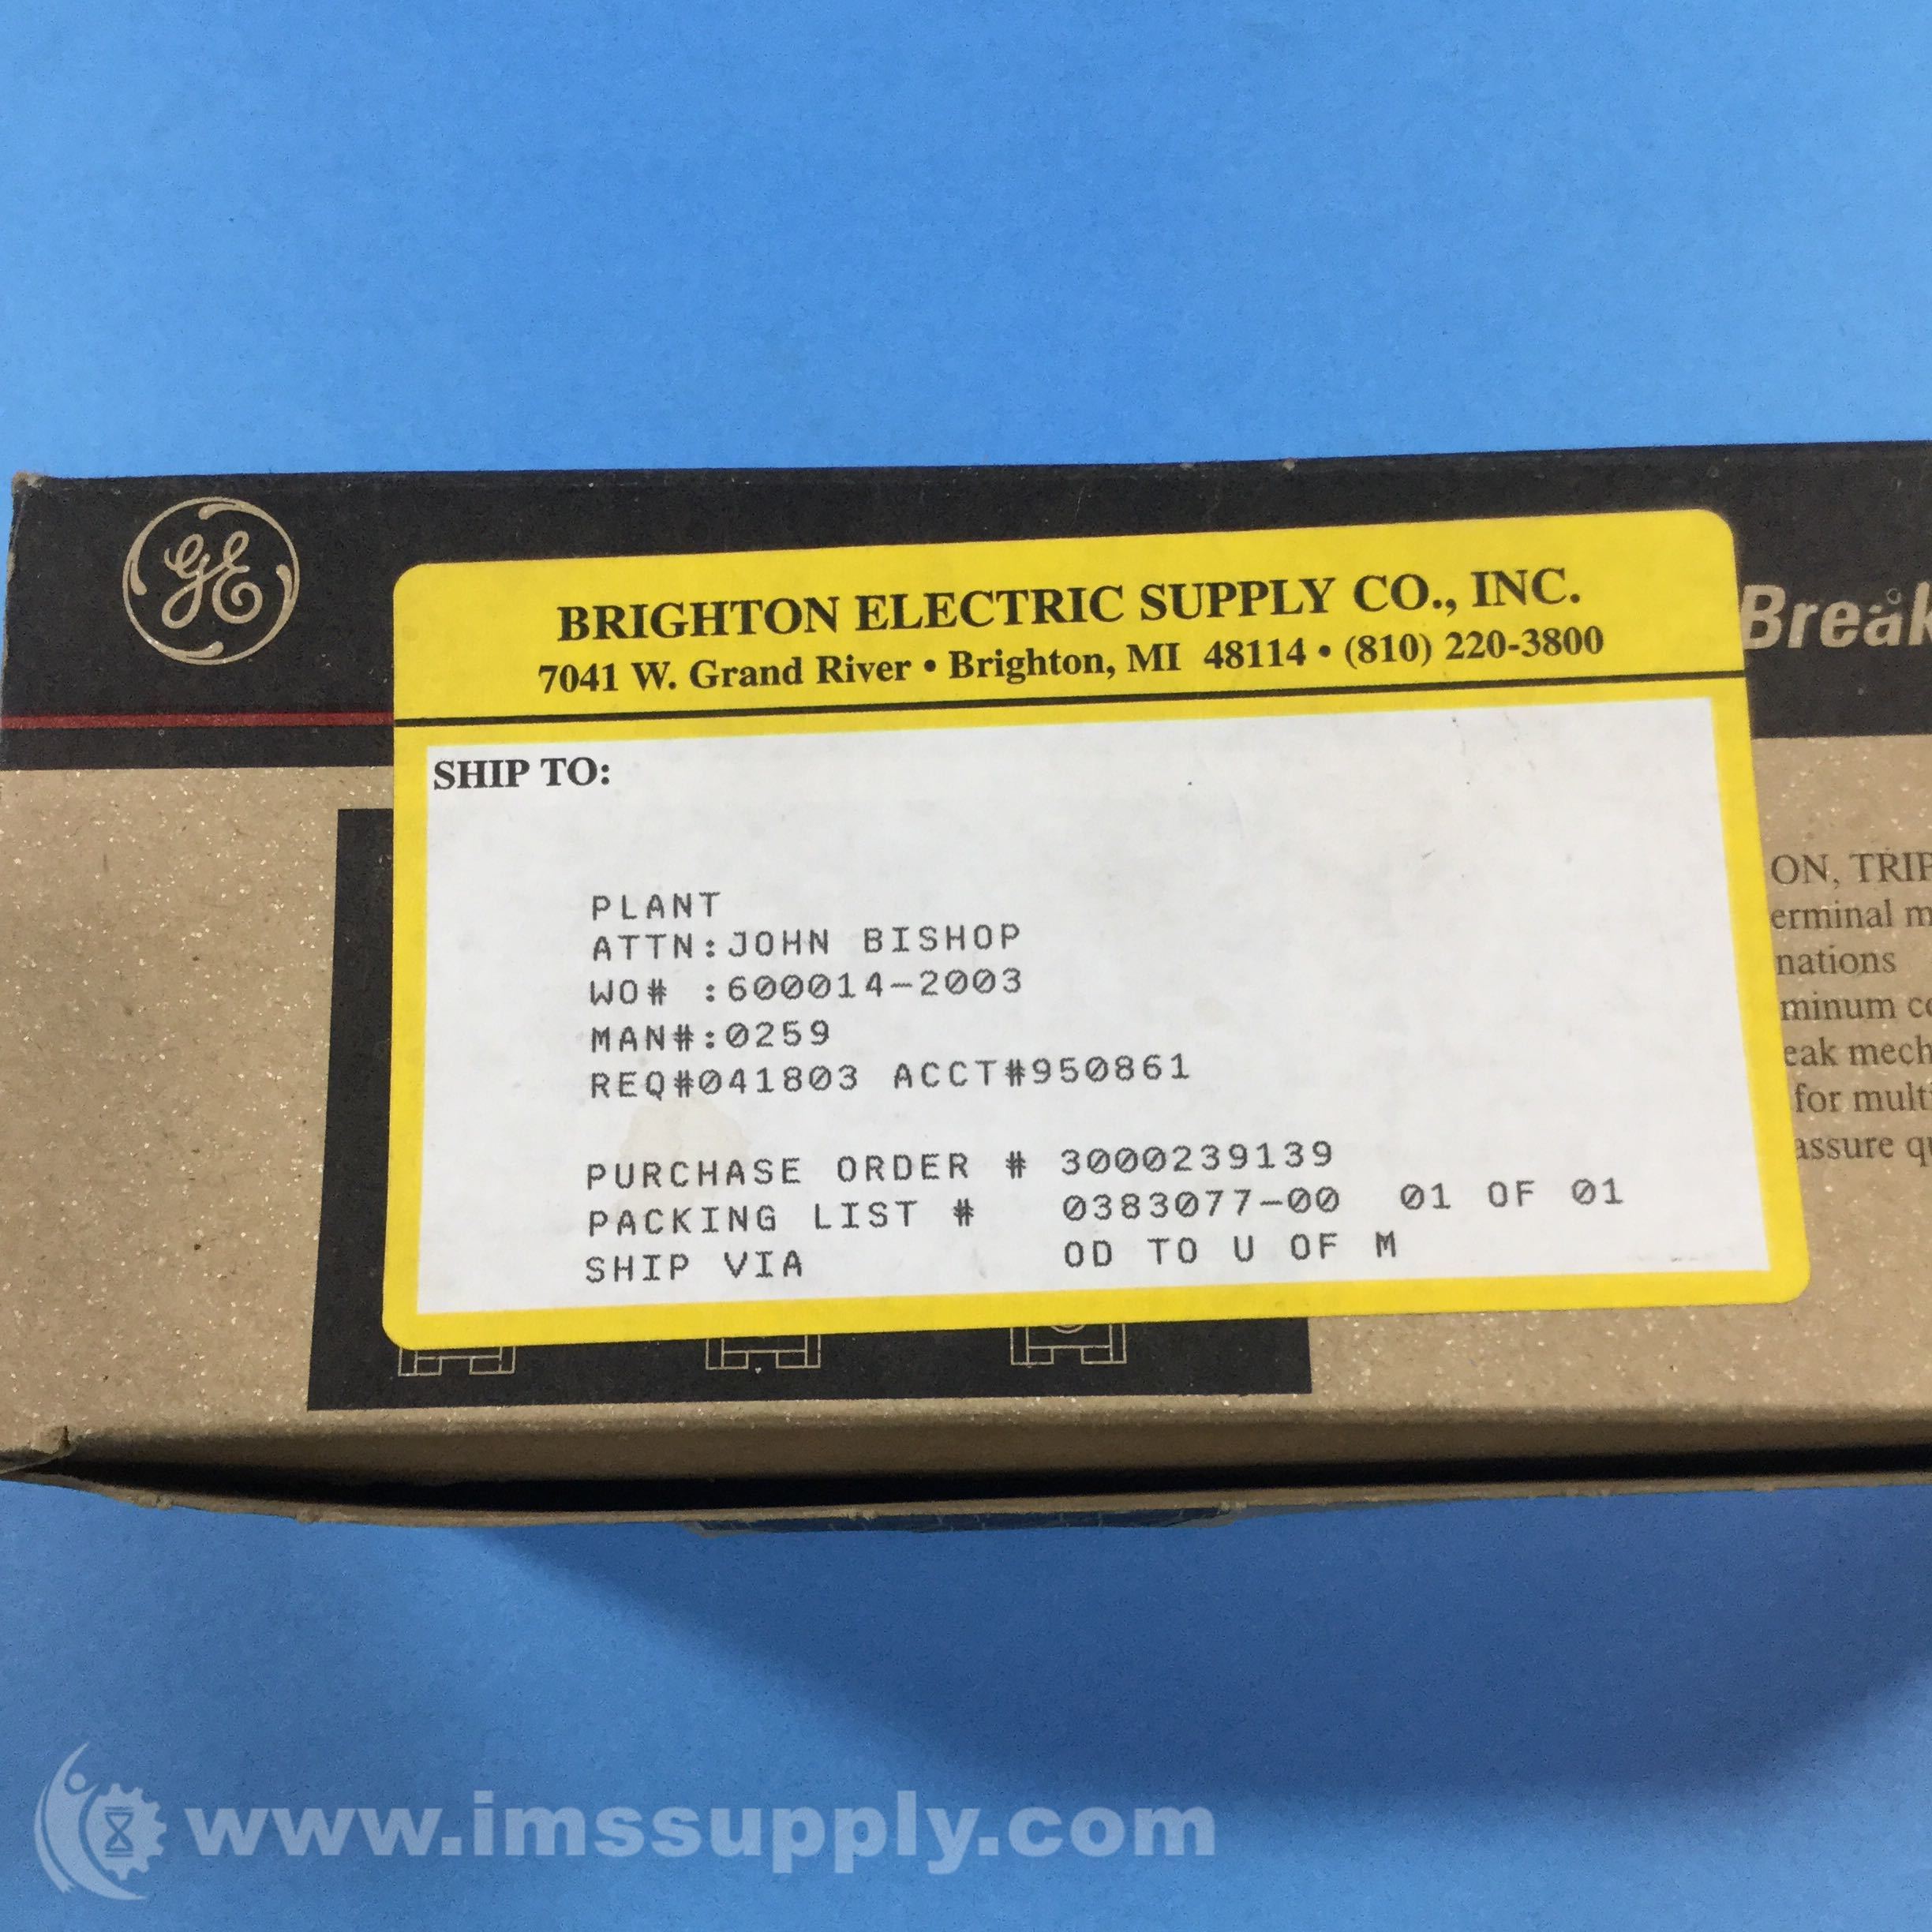 GE
BRIGHTON ELECTRIC SUPPLY CO., INC.
7041 W. Grand River • Brighton, MI 48114 • (810) 220-3800
SHIP TO:
PLANT
ATTN:JOHN BISHOP
WO# :600014-2003
MAN#:0259
REQ#041803 ACCT#950861
PURCHASE ORDER # 3000239139
PACKING LIST # 0383077-00 01 OF 01
SHIP VIA OD TO U OF M
Break
ON, TRIP
erminal m
nations
minum co
eak mech
for mult
assure qu
www.imssupply.com